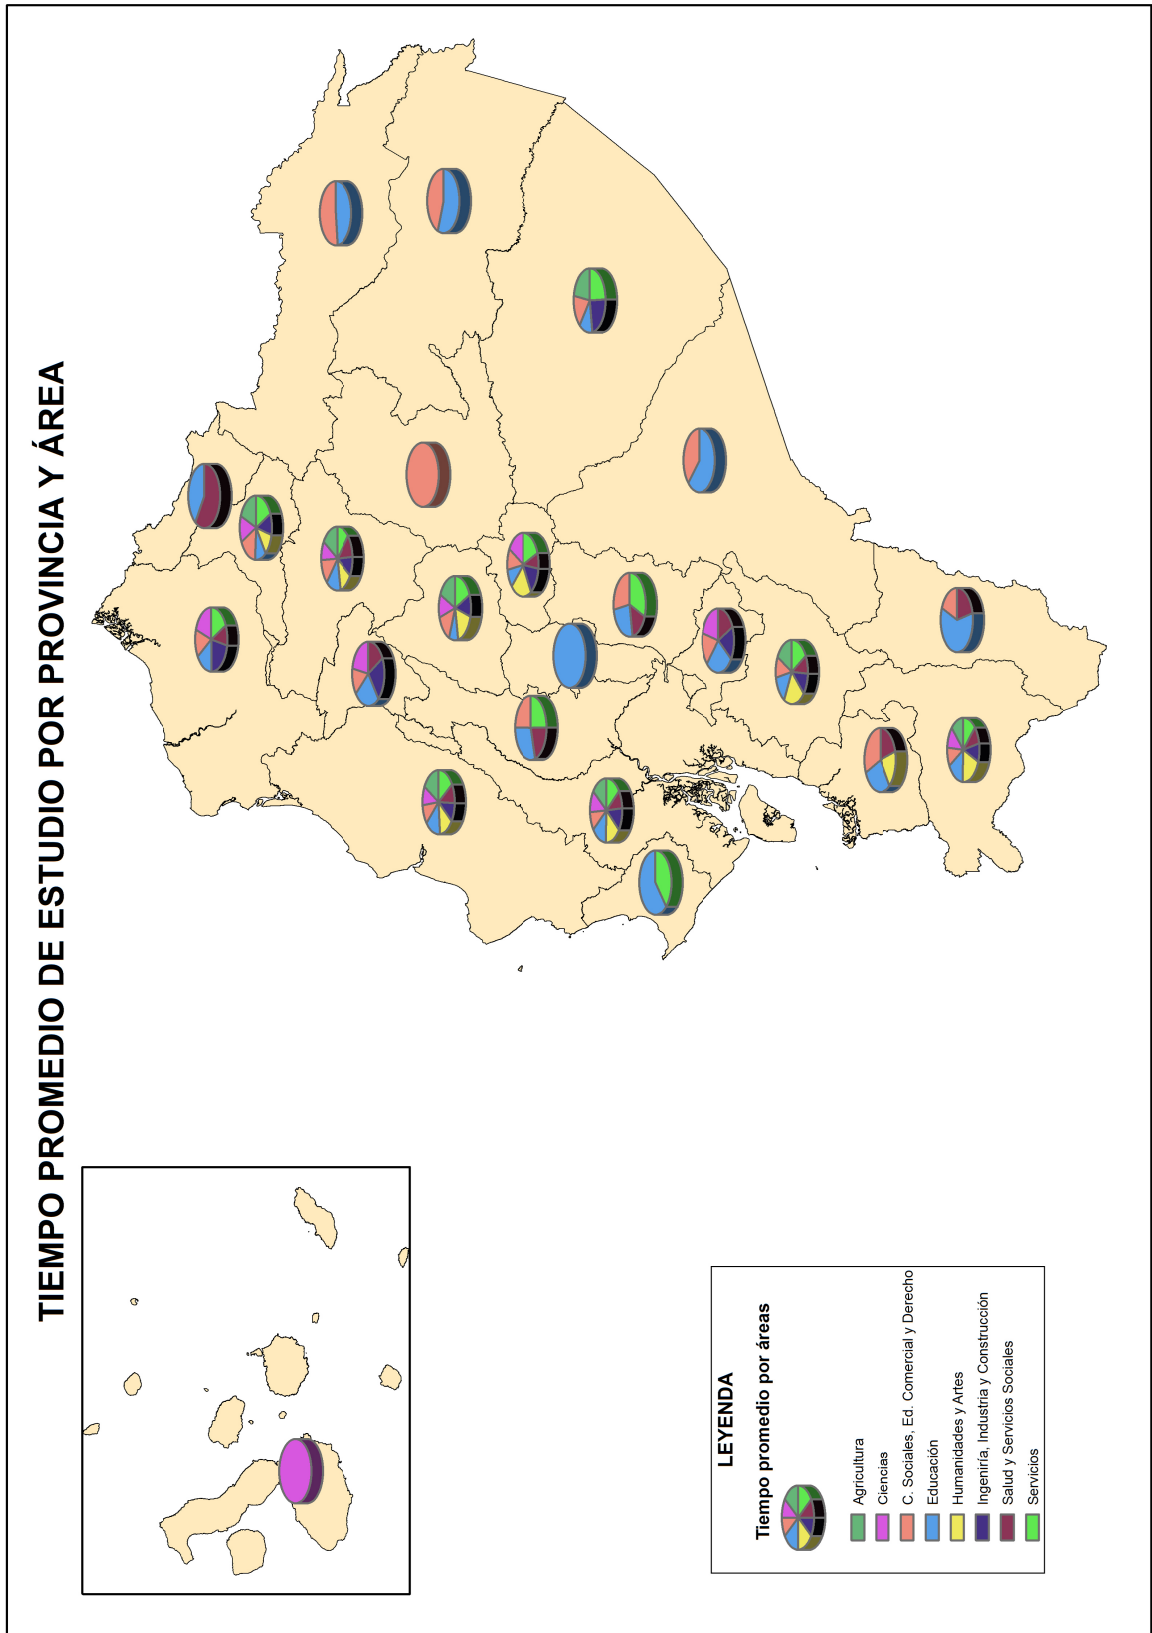 TIEMPO PROMEDIO DE ESTUDIO POR PROVINCIA Y ÁREA
LEYENDA
Tiempo promedio por áreas
Agricultura
Ciencias
C. Sociales, Ed. Comercial y Derecho
Educación
Humanidades y Artes
Ingeniría, Industria y Construcción
Salud y Servicios Sociales
Servicios